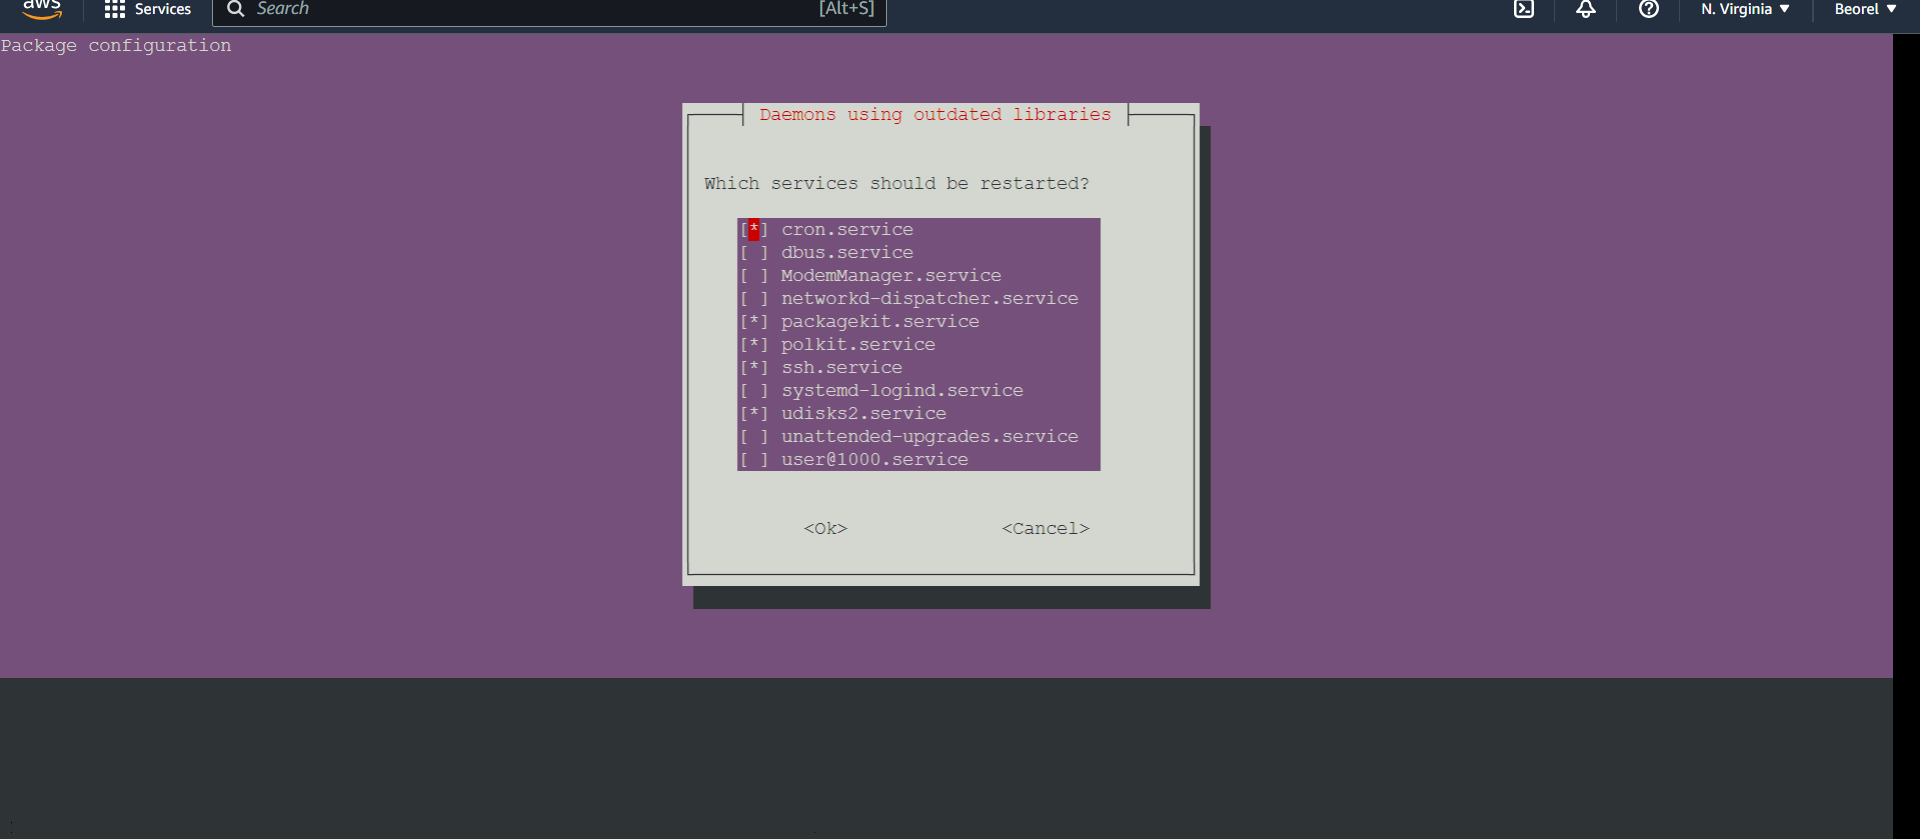 aws Services Search [Alt+S] N. Virginia Beorel
Package configuration
Daemons using outdated libraries
Which services should be restarted?
[*] cron.service
[ ] dbus.service
[ ] ModemManager.service
[ ] networkd-dispatcher.service
[*] packagekit.service
[*] polkit.service
[*] ssh.service
[ ] systemd-logind.service
[*] udisks2.service
[ ] unattended-upgrades.service
[ ] user@1000.service
<Ok> <Cancel>